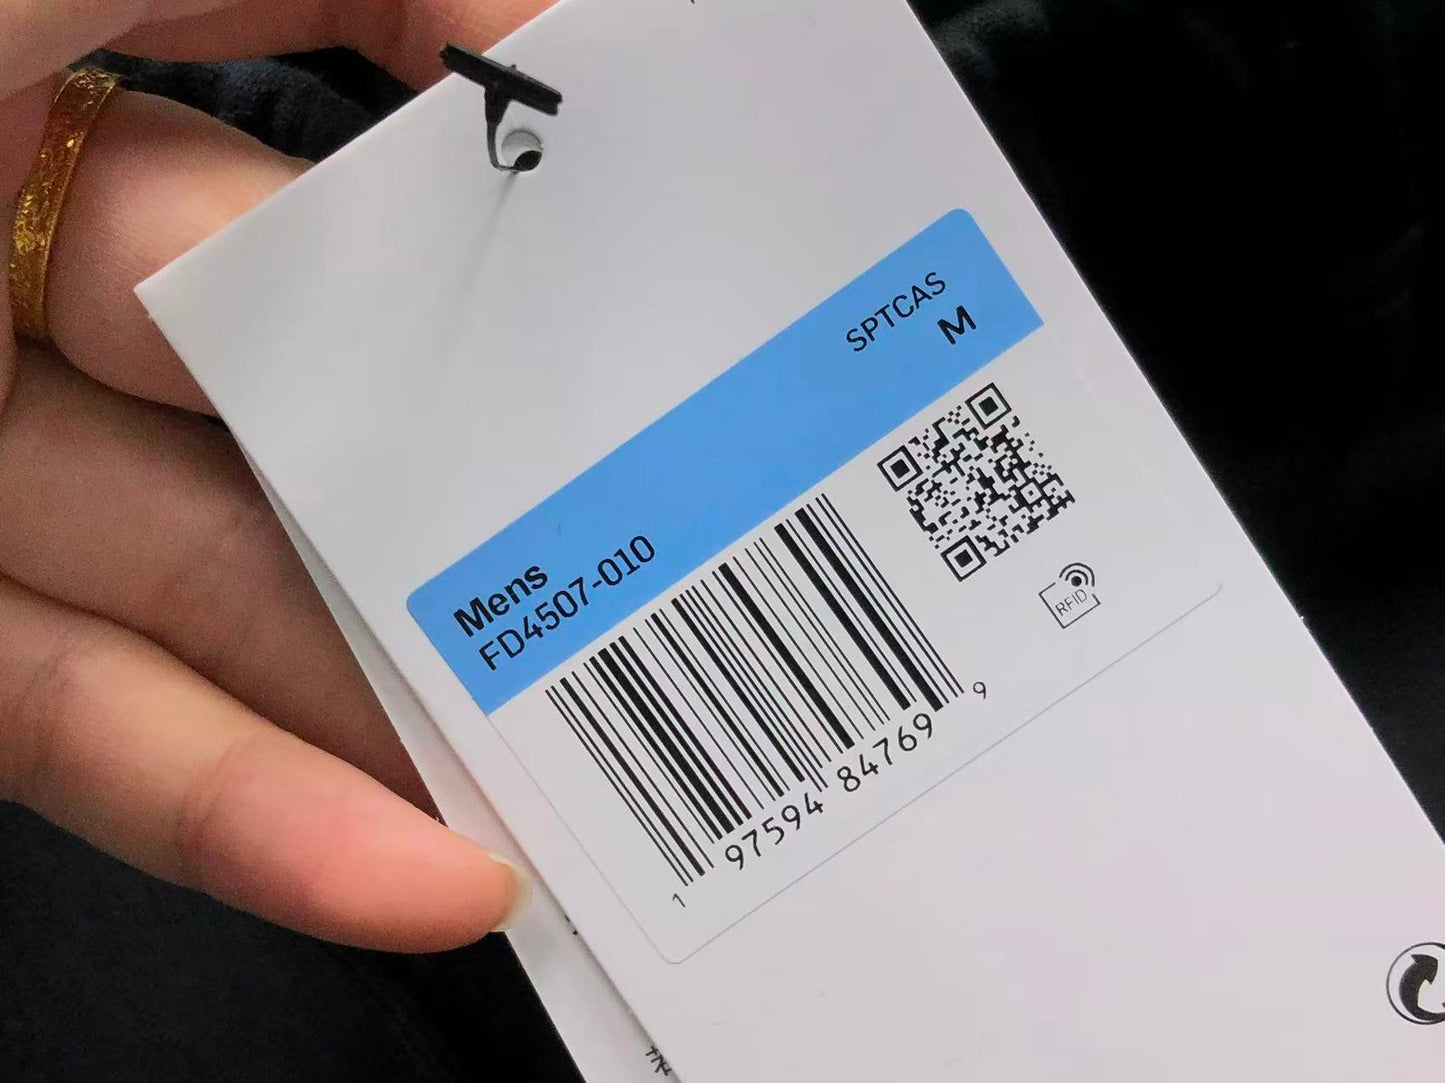 SPTCAS
M
Mens
FD4507-010
RFID
1 97594 84769 9